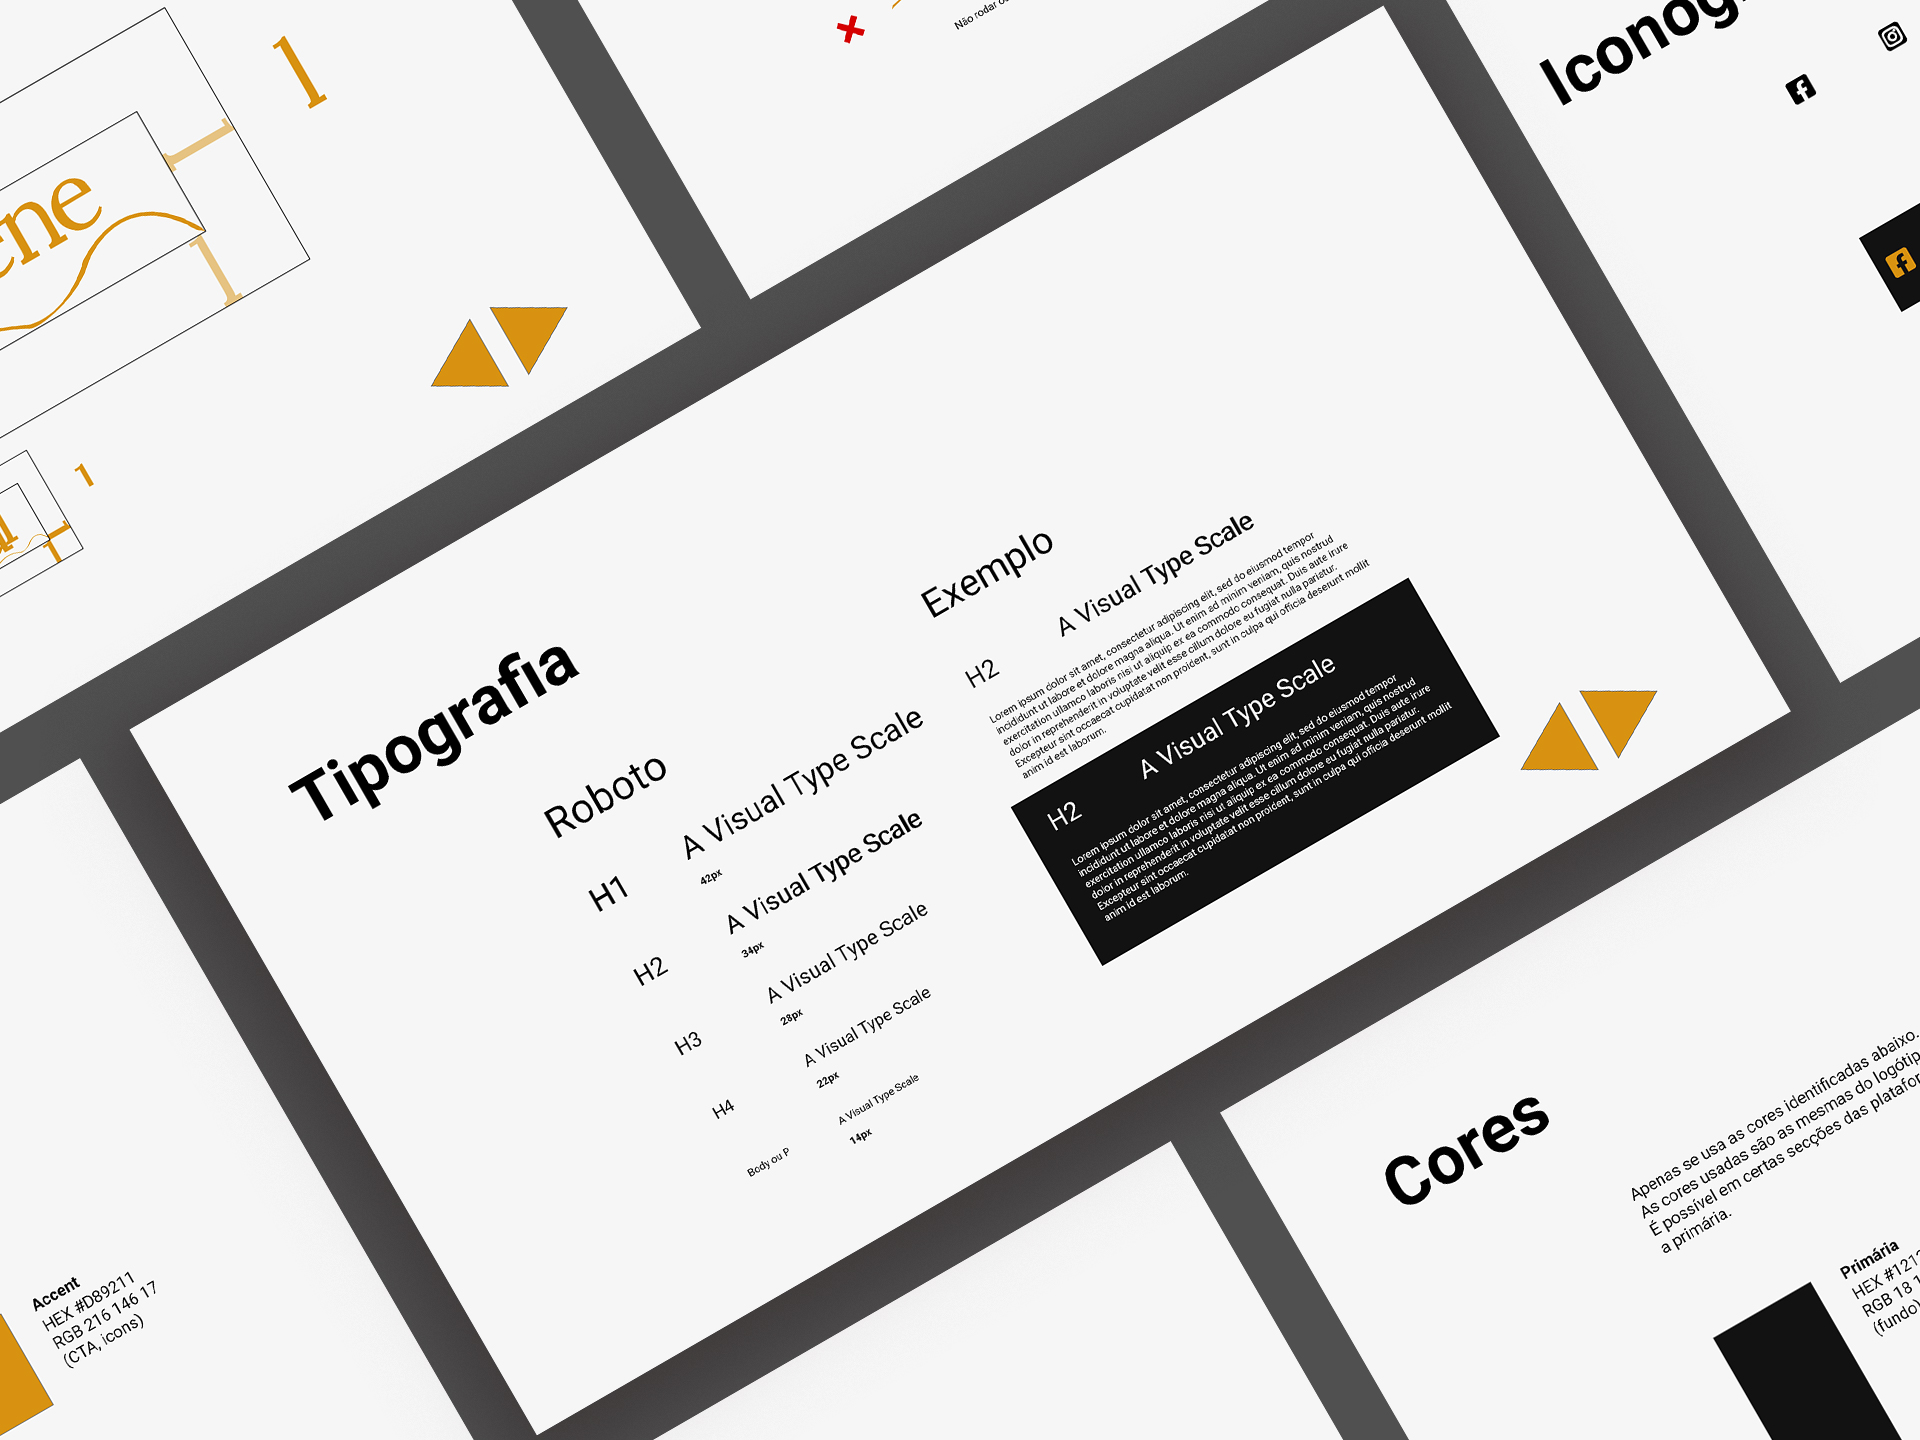 ene
l
l
Não rodar
Tipografia
Roboto
H1
A Visual Type Scale
42px
H2
A Visual Type Scale
34px
H3
A Visual Type Scale
28px
H4
A Visual Type Scale
22px
Body ou P
A Visual Type Scale
14px
Exemplo
H2
A Visual Type Scale
Lorem ipsum dolor sit amet, consectetur adipiscing elit, sed do eiusmod tempor
incididunt ut labore et dolore magna aliqua. Ut enim ad minim veniam, quis nostrud
exercitation ullamco laboris nisi ut aliquip ex ea commodo consequat. Duis aute irure
dolor in reprehenderit in voluptate velit esse cillum dolore eu fugiat nulla pariatur.
Excepteur sint occaecat cupidatat non proident, sunt in culpa qui officia deserunt mollit
anim id est laborum.
H2
A Visual Type Scale
Lorem ipsum dolor sit amet, consectetur adipiscing elit, sed do eiusmod tempor
incididunt ut labore et dolore magna aliqua. Ut enim ad minim veniam, quis nostrud
exercitation ullamco laboris nisi ut aliquip ex ea commodo consequat. Duis aute irure
dolor in reprehenderit in voluptate velit esse cillum dolore eu fugiat nulla pariatur.
Excepteur sint occaecat cupidatat non proident, sunt in culpa qui officia deserunt mollit
anim id est laborum.
Iconog
Accent
HEX #D89211
RGB 216 146 17
(CTA, icons)
Cores
Apenas se usa as cores identificadas abaixo.
As cores usadas são as mesmas do logótip
É possível em certas secções das platafor
a primária.
Primária
HEX #121
RGB 18 1
(fundo)